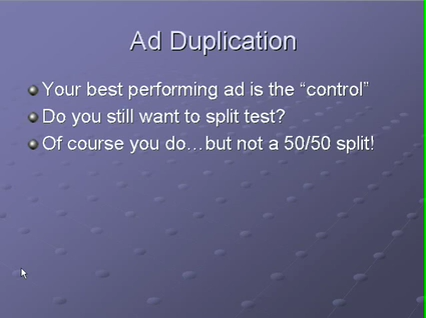 Ad Duplication
Your best performing ad is the “control”
Do you still want to split test?
Of course you do…but not a 50/50 split!